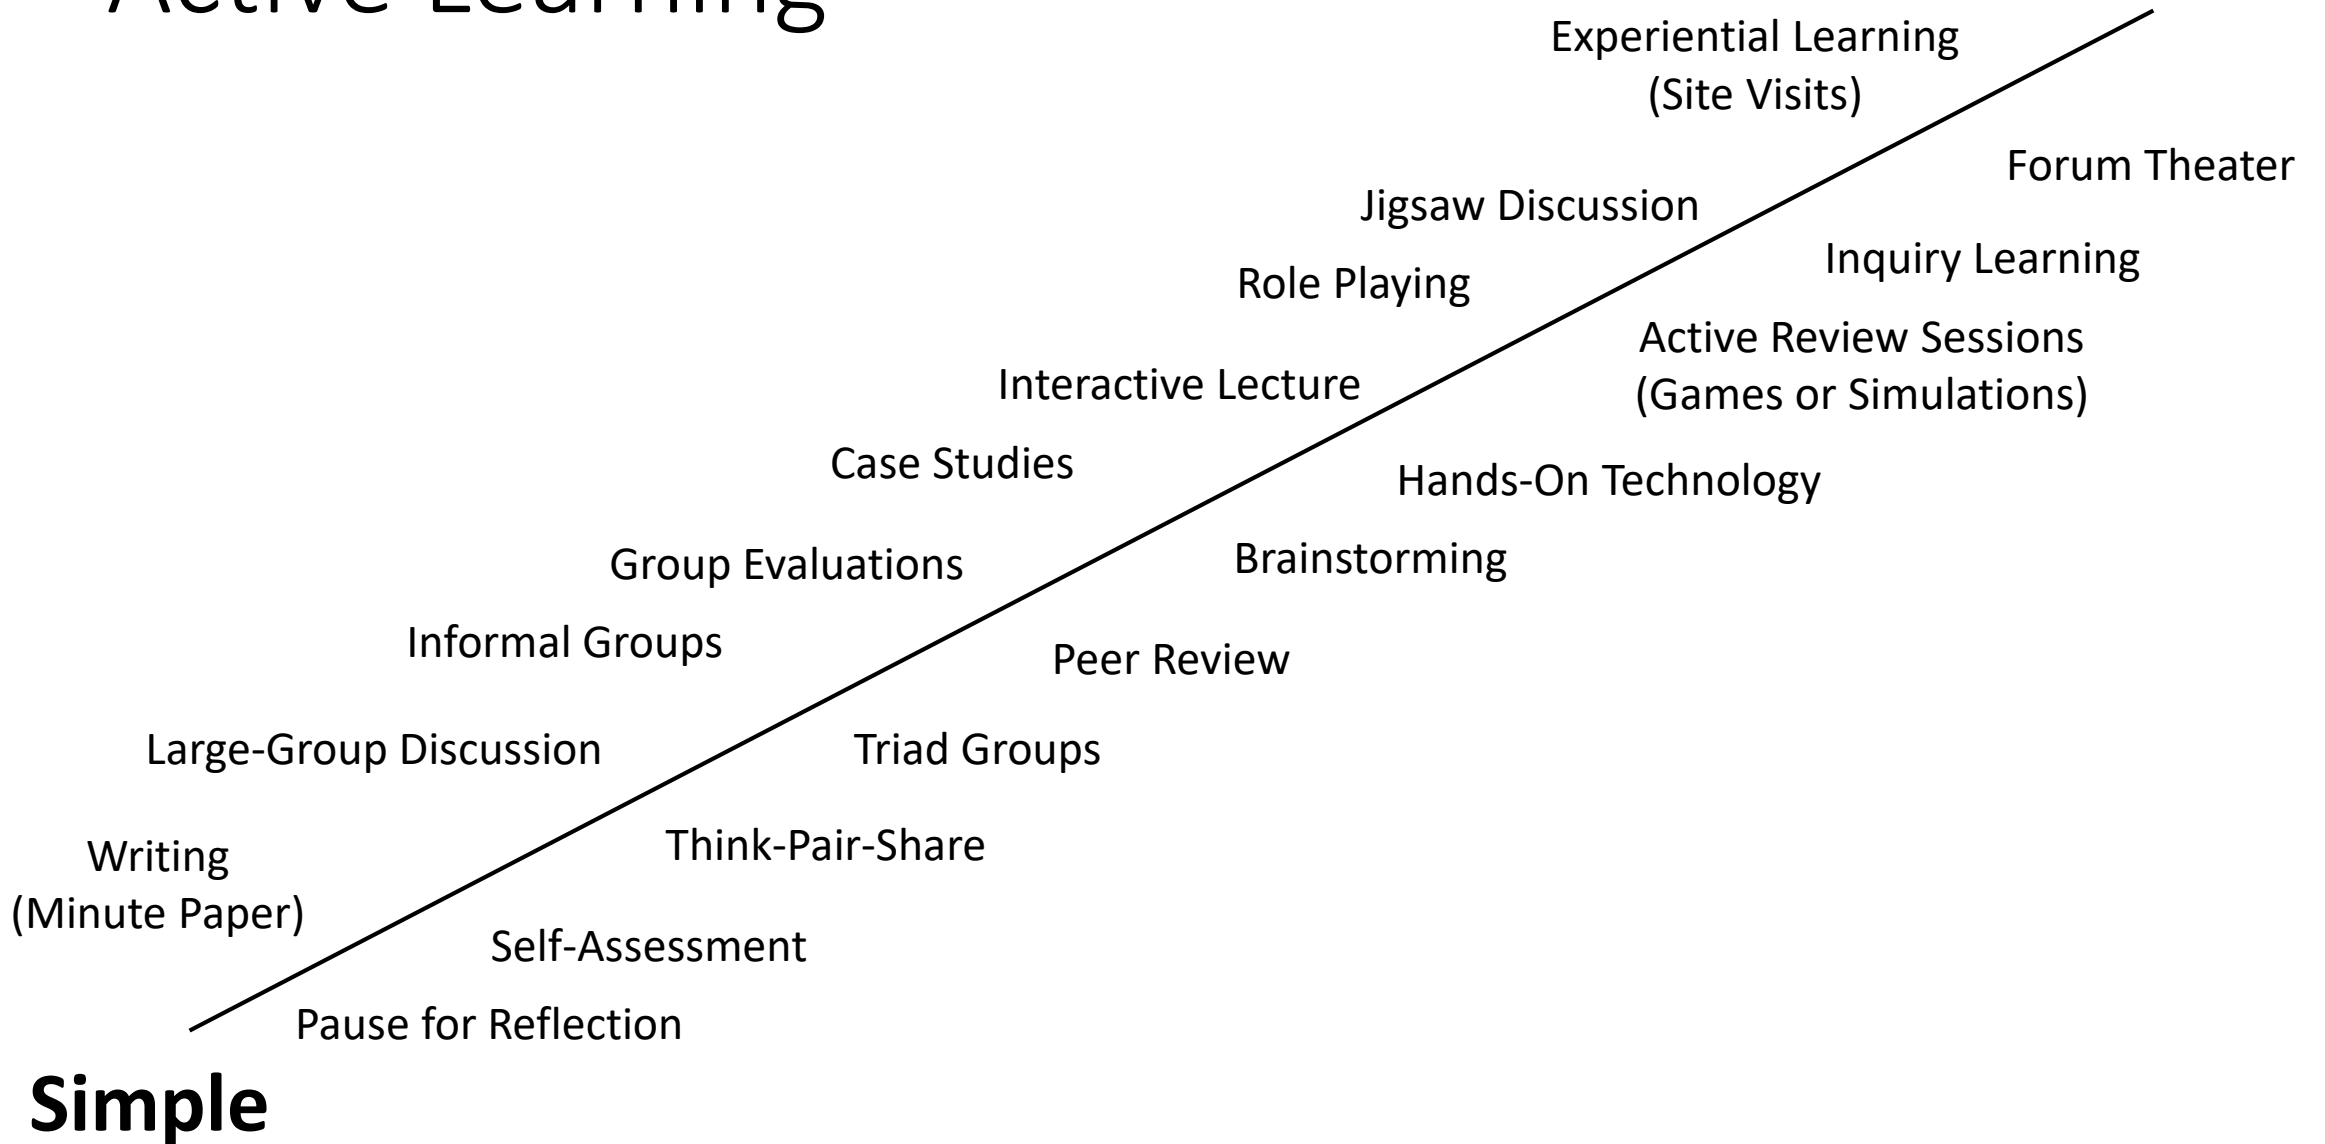 Active Learning
Experiential Learning
(Site Visits)
Forum Theater
Jigsaw Discussion
Inquiry Learning
Role Playing
Active Review Sessions
(Games or Simulations)
Interactive Lecture
Case Studies
Hands-On Technology
Brainstorming
Group Evaluations
Informal Groups
Peer Review
Large-Group Discussion
Triad Groups
Think-Pair-Share
Writing
(Minute Paper)
Self-Assessment
Pause for Reflection
Simple